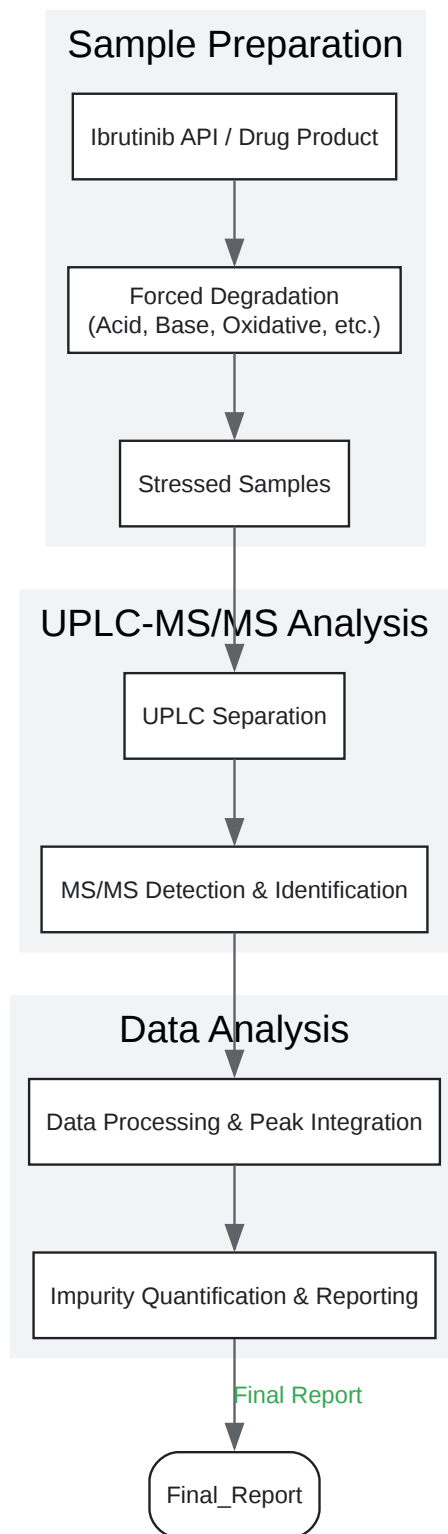 Sample Preparation
Ibrutinib API / Drug Product
Forced Degradation
(Acid, Base, Oxidative, etc.)
Stressed Samples
UPLC-MS/MS Analysis
UPLC Separation
MS/MS Detection & Identification
Data Analysis
Data Processing & Peak Integration
Impurity Quantification & Reporting
Final Report
Final_Report